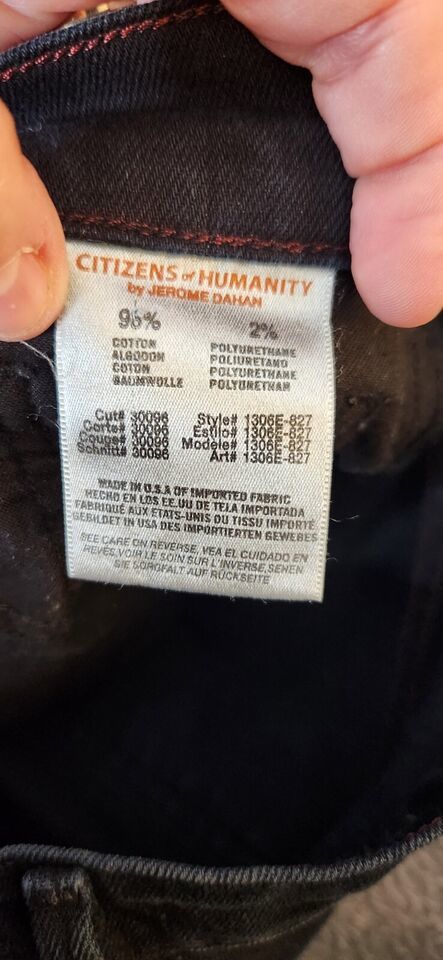 CITIZENS of HUMANITY
by JEROME DAHAN
96% 2%
COTTON POLYURETHANE
ALGODON POLIURETANO
COTON POLYURETHANE
BAUMWOLLE POLYURETHAN
Cut# 30096 Style# 1306E-827
Corte# 30096 Estilo# 1306E-827
Coupe# 30096 Modele# 1306E-827
Schnitt# 30096 Art# 1306E-827
MADE IN U.S.A OF IMPORTED FABRIC
HECHO EN LOS EE.UU DE TELA IMPORTADA
FABRIQUÉ AUX ETATS-UNIS DU TISSU IMPORTÉ
GEBILDET IN USA DES IMPORTIERTEN GEWEBES
SEE CARE ON REVERSE, VEA EL CUIDADO EN
REVÉS, VOIR LE SOIN SUR L'INVERSE, SEHEN
SIE SORGFALT AUF RÜCKSEITE